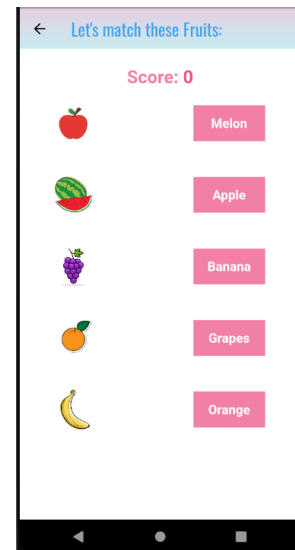 Let's match these Fruits:
Score: 0
Melon
Apple
Banana
Grapes
Orange